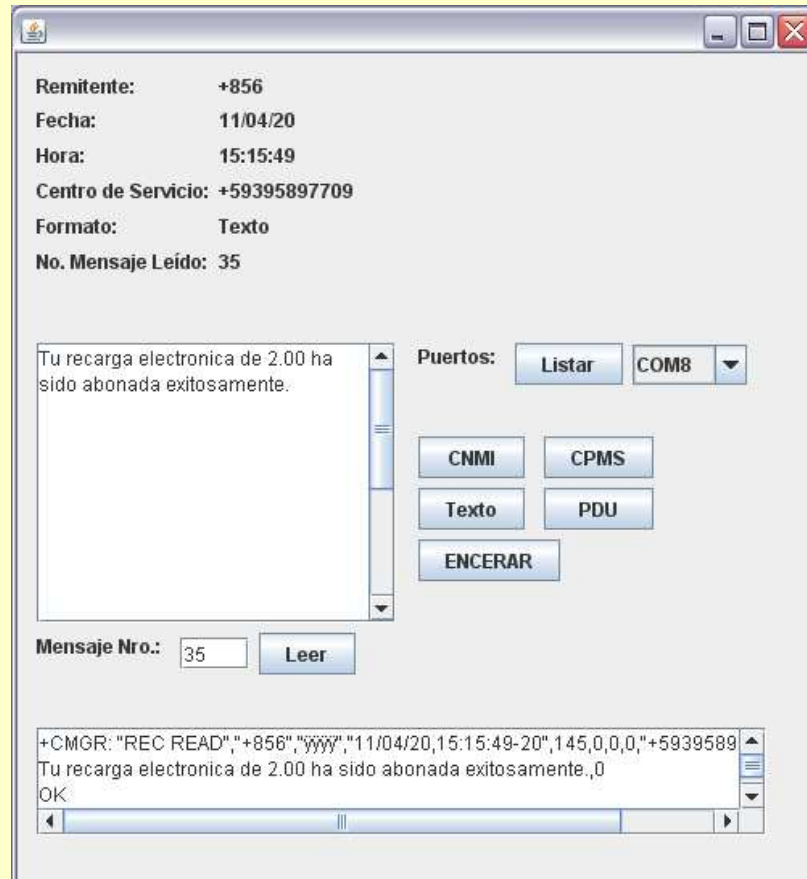 Remitente: +856
Fecha: 11/04/20
Hora: 15:15:49
Centro de Servicio: +59395897709
Formato: Texto
No. Mensaje Leído: 35
Tu recarga electronica de 2.00 ha
sido abonada exitosamente.
Puertos: Listar COM8
CNMI CPMS
Texto PDU
ENCERAR
Mensaje Nro.: 35 Leer
+CMGR: "REC READ","+856","ÿÿÿÿ","11/04/20,15:15:49-20",145,0,0,0,"+5939589
Tu recarga electronica de 2.00 ha sido abonada exitosamente.,0
OK